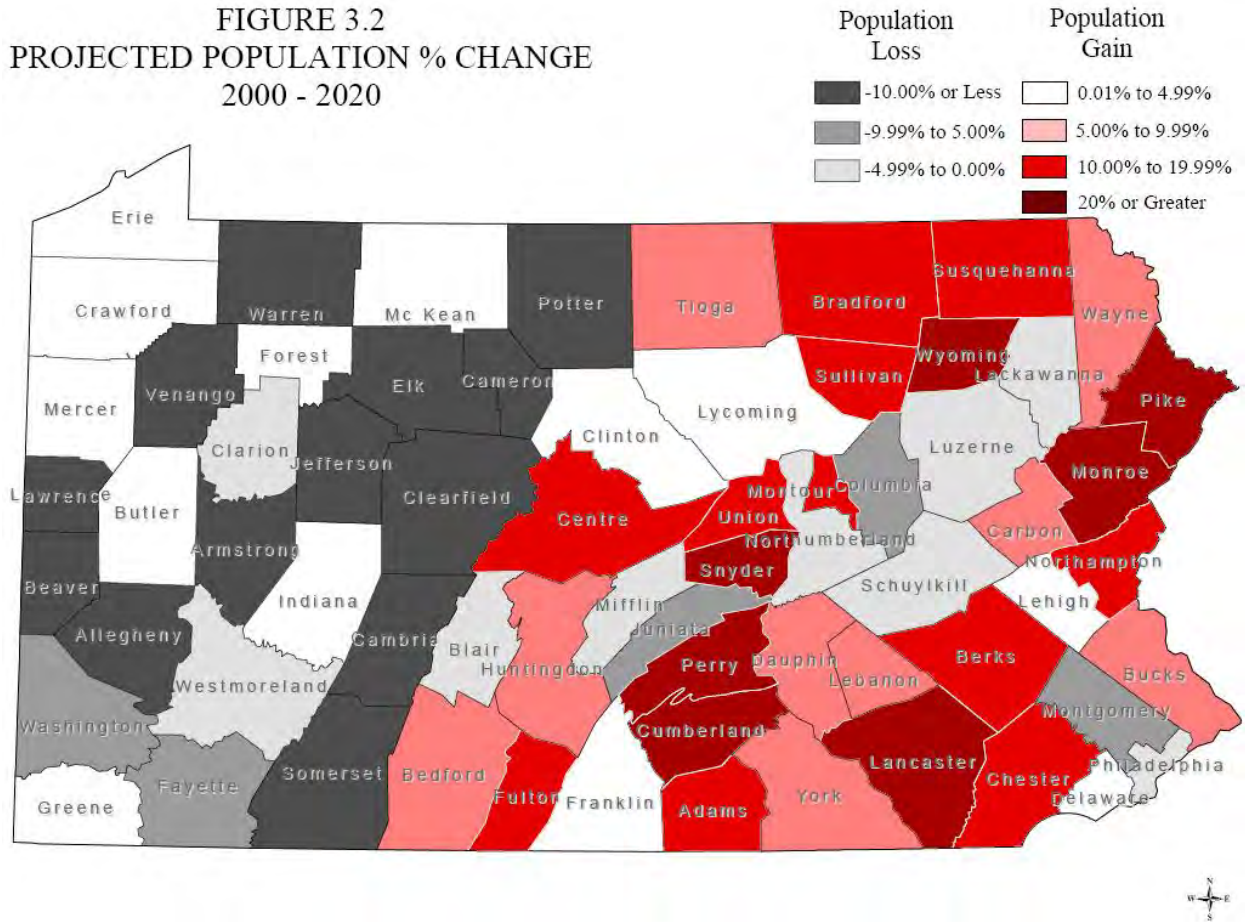 FIGURE 3.2
PROJECTED POPULATION % CHANGE
2000 - 2020
Population
Loss
Population
Gain
-10.00% or Less
0.01% to 4.99%
-9.99% to 5.00%
5.00% to 9.99%
-4.99% to 0.00%
10.00% to 19.99%
20% or Greater
Erie
Crawford
Warren
Mc Kean
Potter
Tioga
Bradford
Susquehanna
Wayne
Forest
Venango
Elk
Cameron
Sullivan
Wyoming
Lackawanna
Pike
Mercer
Clarion
Clinton
Lycoming
Luzerne
Monroe
Lawrence
Butler
Jefferson
Clearfield
Centre
Union
Montour
Columbia
Carbon
Armstrong
Northumberland
Northampton
Beaver
Indiana
Snyder
Schuylkill
Lehigh
Allegheny
Cambria
Blair
Mifflin
Juniata
Huntingdon
Perry
Dauphin
Lebanon
Berks
Bucks
Westmoreland
Washington
Cumberland
Montgomery
Lancaster
Philadelphia
Greene
Fayette
Somerset
Bedford
Fulton
Franklin
Adams
York
Chester
Delaware
N
W
E
S